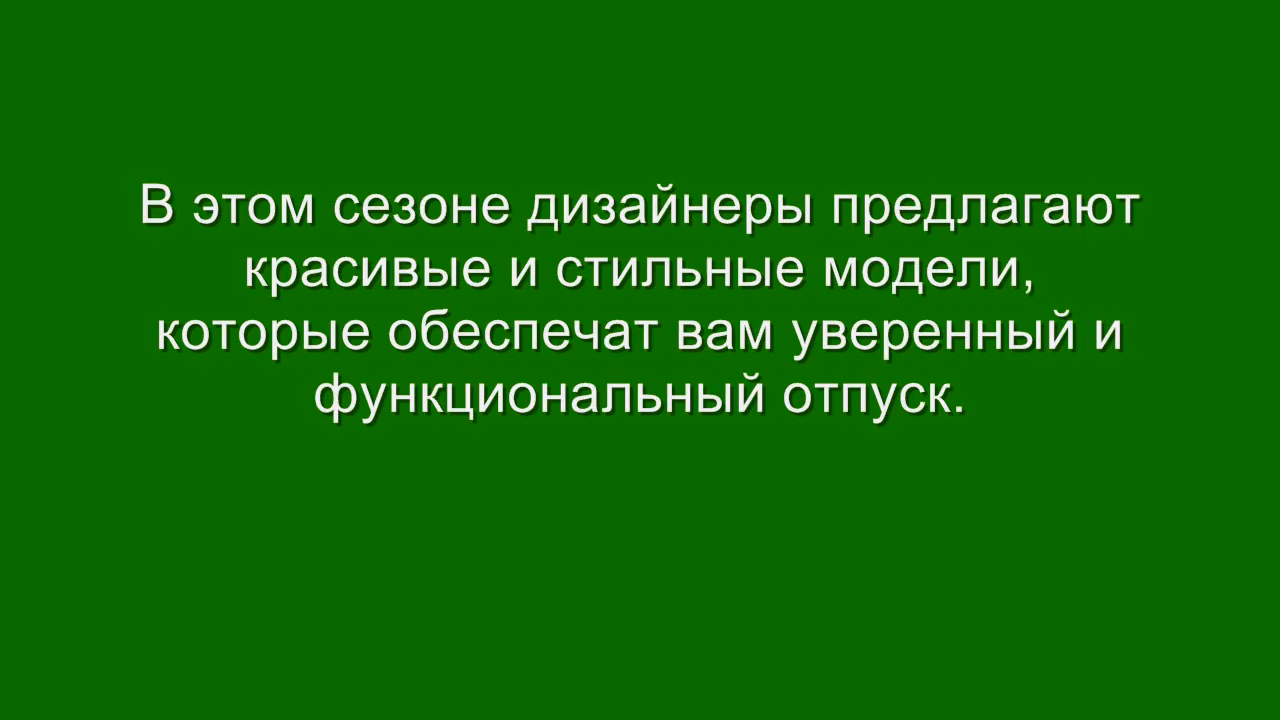 В этом сезоне дизайнеры предлагают
красивые и стильные модели,
которые обеспечат вам уверенный и
функциональный отпуск.